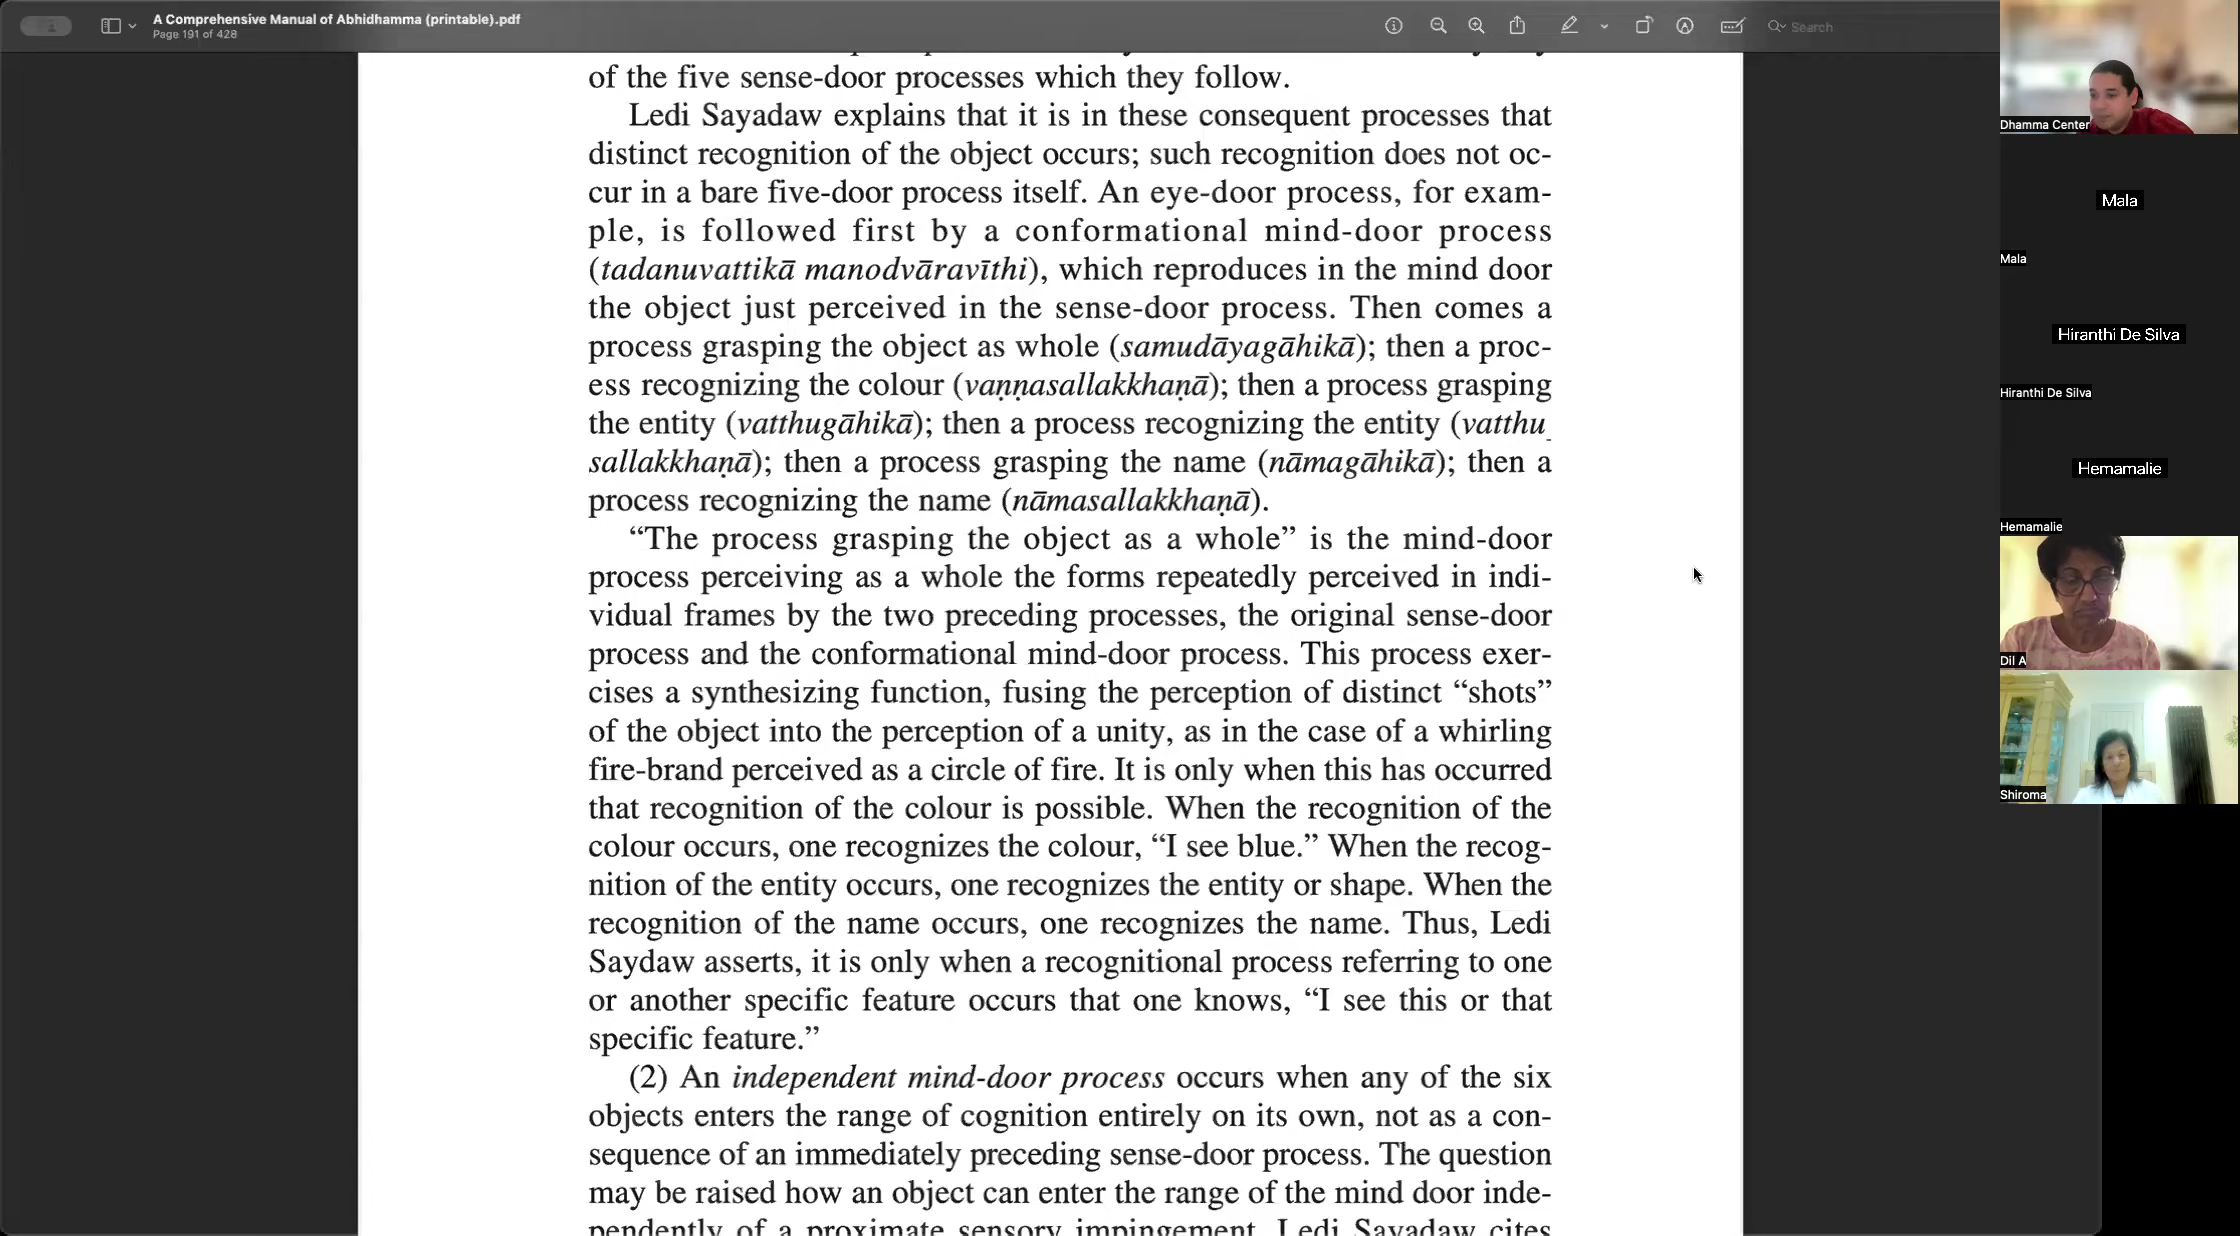 A Comprehensive Manual of Abhidhamma (printable).pdf
Page 191 of 428
Search
of the five sense-door processes which they follow.
Ledi Sayadaw explains that it is in these consequent processes that
distinct recognition of the object occurs; such recognition does not oc-
cur in a bare five-door process itself. An eye-door process, for exam-
ple, is followed first by a conformational mind-door process
(tadanuvattikā manodvāravīthi), which reproduces in the mind door
the object just perceived in the sense-door process. Then comes a
process grasping the object as whole (samudāyagāhikā); then a proc-
ess recognizing the colour (vaṇṇasallakkhaṇā); then a process grasping
the entity (vatthugāhikā); then a process recognizing the entity (vatthu_
sallakkhaṇā); then a process grasping the name (nāmagāhikā); then a
process recognizing the name (nāmasallakkhaṇā).
“The process grasping the object as a whole” is the mind-door
process perceiving as a whole the forms repeatedly perceived in indi-
vidual frames by the two preceding processes, the original sense-door
process and the conformational mind-door process. This process exer-
cises a synthesizing function, fusing the perception of distinct “shots”
of the object into the perception of a unity, as in the case of a whirling
fire-brand perceived as a circle of fire. It is only when this has occurred
that recognition of the colour is possible. When the recognition of the
colour occurs, one recognizes the colour, “I see blue.” When the recog-
nition of the entity occurs, one recognizes the entity or shape. When the
recognition of the name occurs, one recognizes the name. Thus, Ledi
Saydaw asserts, it is only when a recognitional process referring to one
or another specific feature occurs that one knows, “I see this or that
specific feature.”
(2) An independent mind-door process occurs when any of the six
objects enters the range of cognition entirely on its own, not as a con-
sequence of an immediately preceding sense-door process. The question
may be raised how an object can enter the range of the mind door inde-
pendently of a proximate sensory impingement. Ledi Sayadaw cites
Dhamma Center
Mala
Mala
Hiranthi De Silva
Hiranthi De Silva
Hemamalie
Hemamalie
Dil A
Shiroma